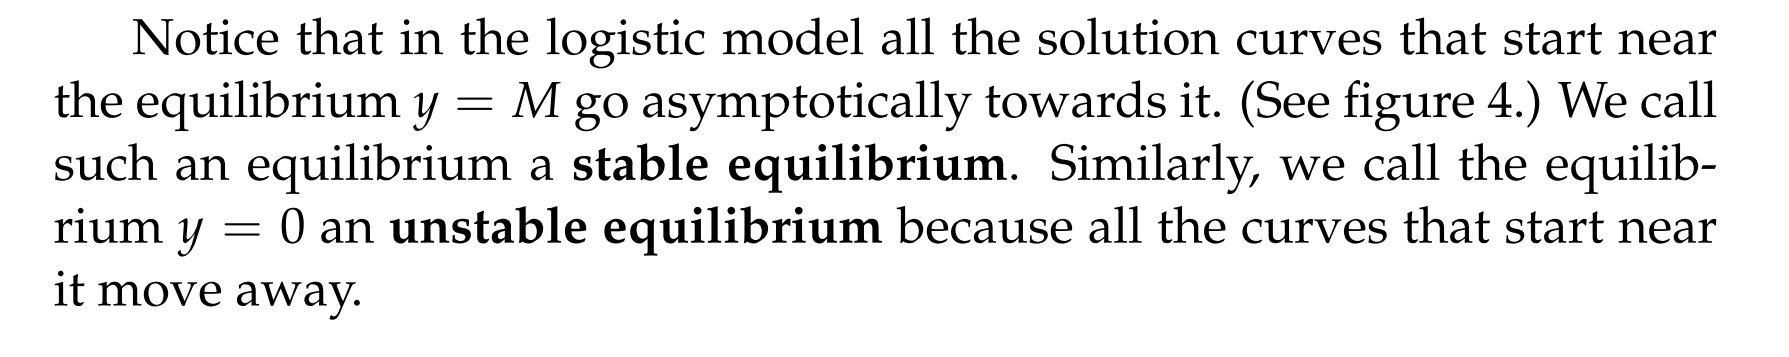 Notice that in the logistic model all the solution curves that start near
the equilibrium y = M go asymptotically towards it. (See figure 4.) We call
such an equilibrium a stable equilibrium. Similarly, we call the equilib-
rium y = 0 an unstable equilibrium because all the curves that start near
it move away.